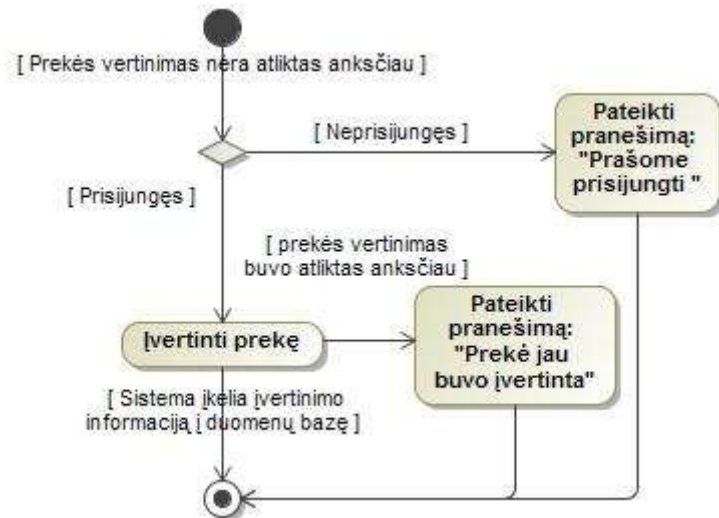 [ Prekės vertinimas nėra atliktas anksčiau ]
[ Neprisijungęs ]
Pateikti
pranešimą:
"Prašome
prisijungti "
[ Prisijungęs ]
[ prekės vertinimas
buvo atliktas anksčiau ]
Įvertinti prekę
Pateikti
pranešimą:
"Prekė jau
buvo įvertinta"
[ Sistema įkelia įvertinimo
informaciją į duomenų bazę ]